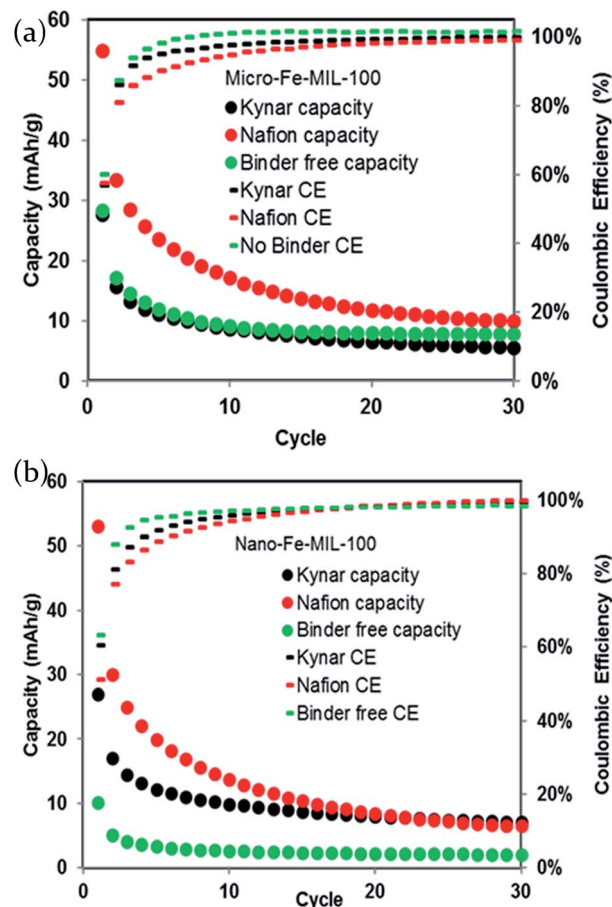 (a)
60
50
40
30
20
10
0
Capacity (mAh/g)
100%
80%
60%
40%
20%
0%
Coulombic Efficiency (%)
Micro-Fe-MIL-100
Kynar capacity
Nafion capacity
Binder free capacity
Kynar CE
Nafion CE
No Binder CE
0 10 20 30
Cycle
(b)
60
50
40
30
20
10
0
Capacity (mAh/g)
100%
80%
60%
40%
20%
0%
Coulombic Efficiency (%)
Nano-Fe-MIL-100
Kynar capacity
Nafion capacity
Binder free capacity
Kynar CE
Nafion CE
Binder free CE
0 10 20 30
Cycle